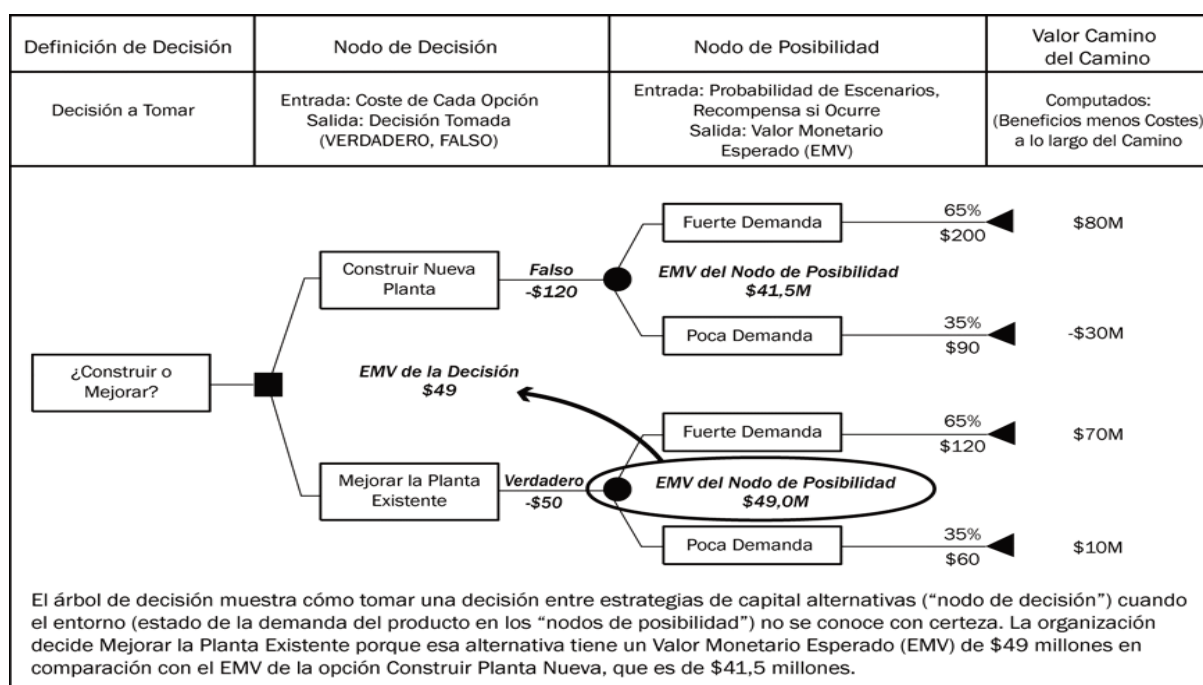 Definición de Decisión
Nodo de Decisión
Nodo de Posibilidad
Valor Camino
del Camino
Decisión a Tomar
Entrada: Coste de Cada Opción
Salida: Decisión Tomada
(VERDADERO, FALSO)
Entrada: Probabilidad de Escenarios,
Recompensa si Ocurre
Salida: Valor Monetario
Esperado (EMV)
Computados:
(Beneficios menos Costes)
a lo largo del Camino
¿Construir o
Mejorar?
Construir Nueva
Planta
Falso
-$120
Fuerte Demanda
65%
$200
$80M
EMV del Nodo de Posibilidad
$41,5M
Poca Demanda
35%
$90
-$30M
EMV de la Decisión
$49
Mejorar la Planta
Existente
Verdadero
-$50
Fuerte Demanda
65%
$120
$70M
EMV del Nodo de Posibilidad
$49,0M
Poca Demanda
35%
$60
$10M
El árbol de decisión muestra cómo tomar una decisión entre estrategias de capital alternativas (“nodo de decisión”) cuando
el entorno (estado de la demanda del producto en los “nodos de posibilidad”) no se conoce con certeza. La organización
decide Mejorar la Planta Existente porque esa alternativa tiene un Valor Monetario Esperado (EMV) de $49 millones en
comparación con el EMV de la opción Construir Planta Nueva, que es de $41,5 millones.